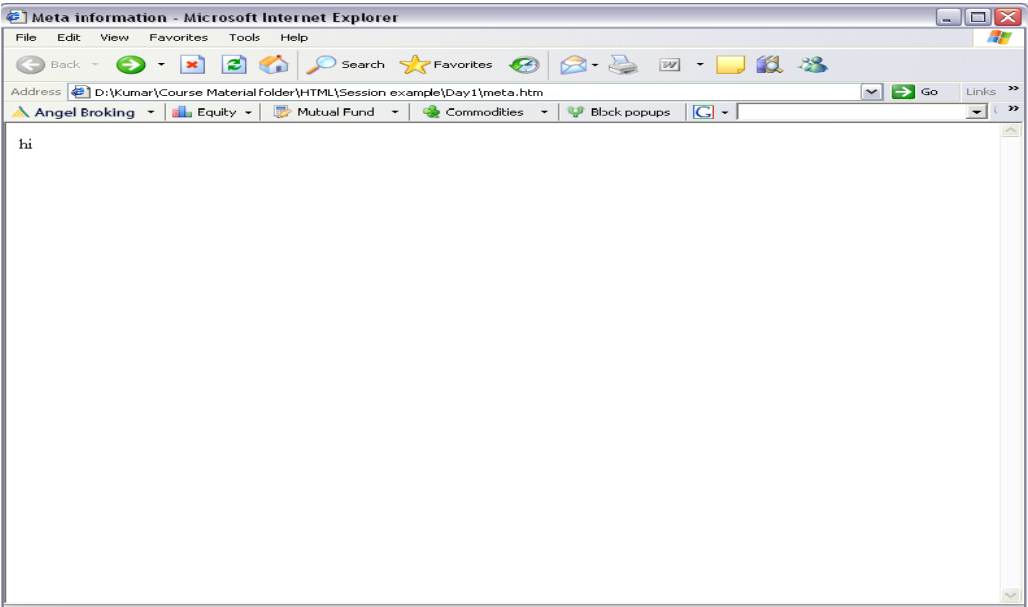 Meta information - Microsoft Internet Explorer
File Edit View Favorites Tools Help
Back Search Favorites W
Address D:\Kumar\Course Material folder\HTML\Session example\Day1\meta.htm Go Links »
Angel Broking Equity Mutual Fund Commodities Block popups G »
hi